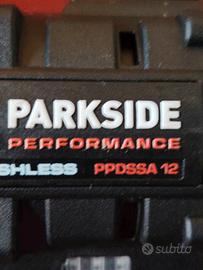 PARKSIDE
PERFORMANCE
SHLESS PPDSSA 12
subito